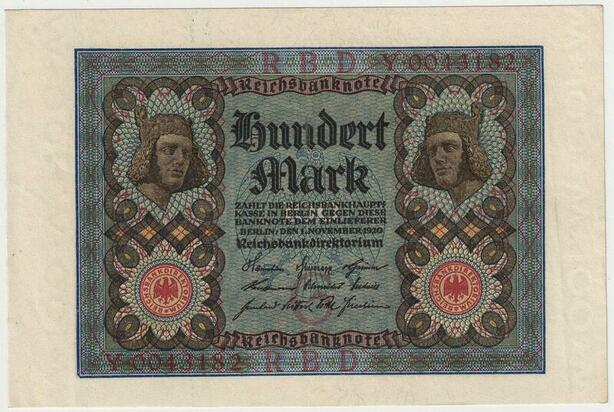 R B D Y·0043182
Reichsbanknote
Hundert
Mark
ZAHLT DIE REICHSBANKHAUPT⸗
KASSE IN BERLIN GEGEN DIESE
BANKNOTE DEM EINLIEFERER
BERLIN, DEN 1. NOVEMBER 1920
Reichsbankdirektorium
Reichsbanknote
Y·0043182 R B D